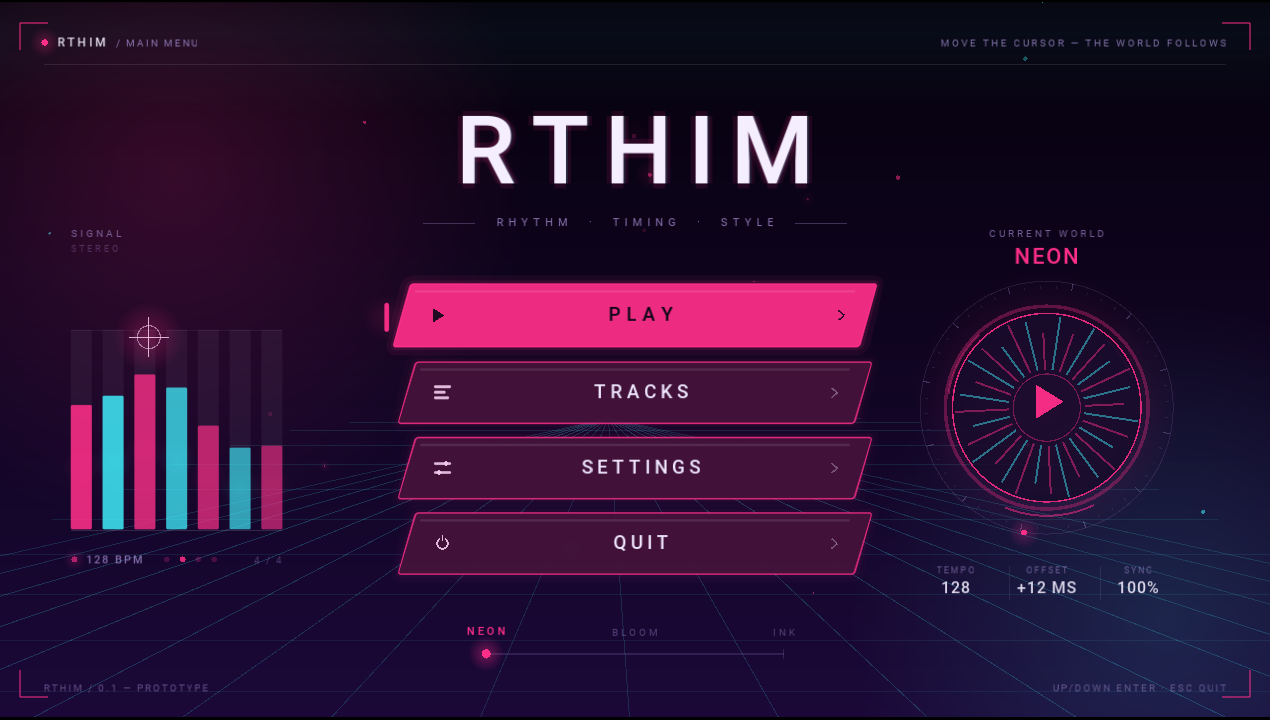 RTHIM / MAIN MENU
MOVE THE CURSOR — THE WORLD FOLLOWS
RTHIM
RHYTHM · TIMING · STYLE
SIGNAL
STEREO
128 BPM
4 / 4
PLAY
TRACKS
SETTINGS
QUIT
CURRENT WORLD
NEON
TEMPO OFFSET SYNC
128 +12 MS 100%
NEON BLOOM INK
RTHIM / 0.1 — PROTOTYPE
UP/DOWN ENTER · ESC QUIT